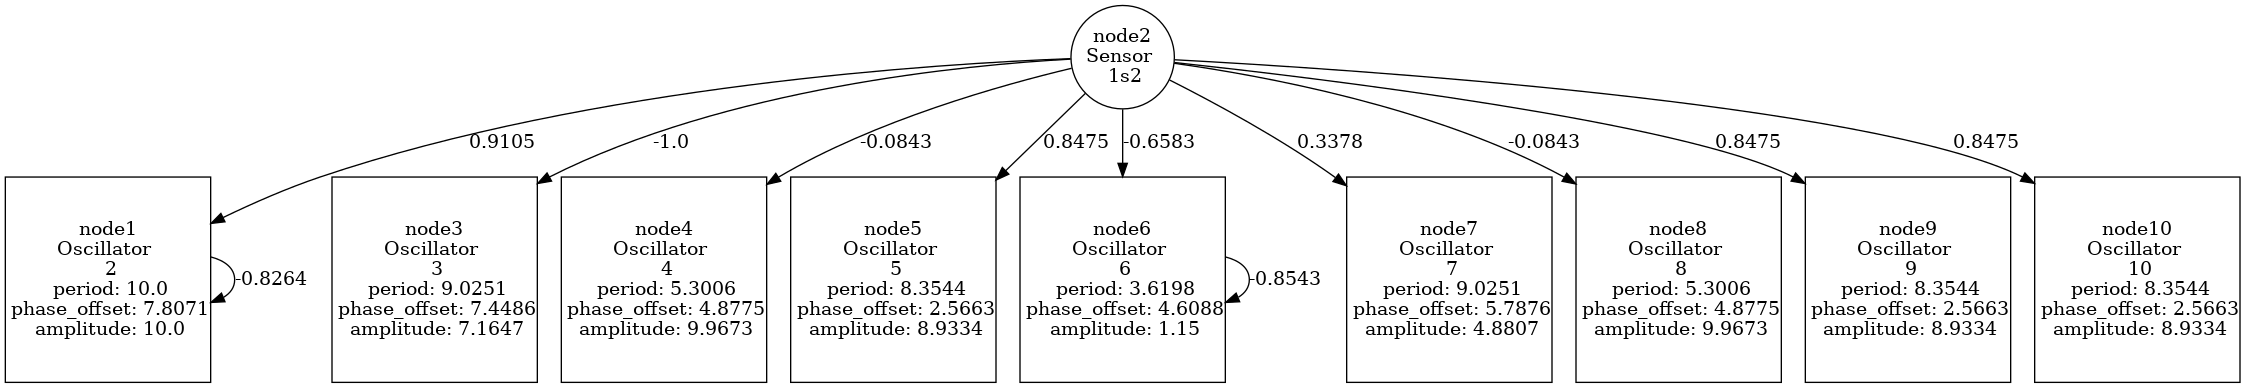 node2
Sensor
1s2
0.9105
-1.0
-0.0843
0.8475
-0.6583
0.3378
-0.0843
0.8475
0.8475
node1
Oscillator
2
period: 10.0
phase_offset: 7.8071
amplitude: 10.0
-0.8264
node3
Oscillator
3
period: 9.0251
phase_offset: 7.4486
amplitude: 7.1647
node4
Oscillator
4
period: 5.3006
phase_offset: 4.8775
amplitude: 9.9673
node5
Oscillator
5
period: 8.3544
phase_offset: 2.5663
amplitude: 8.9334
node6
Oscillator
6
period: 3.6198
phase_offset: 4.6088
amplitude: 1.15
-0.8543
node7
Oscillator
7
period: 9.0251
phase_offset: 5.7876
amplitude: 4.8807
node8
Oscillator
8
period: 5.3006
phase_offset: 4.8775
amplitude: 9.9673
node9
Oscillator
9
period: 8.3544
phase_offset: 2.5663
amplitude: 8.9334
node10
Oscillator
10
period: 8.3544
phase_offset: 2.5663
amplitude: 8.9334